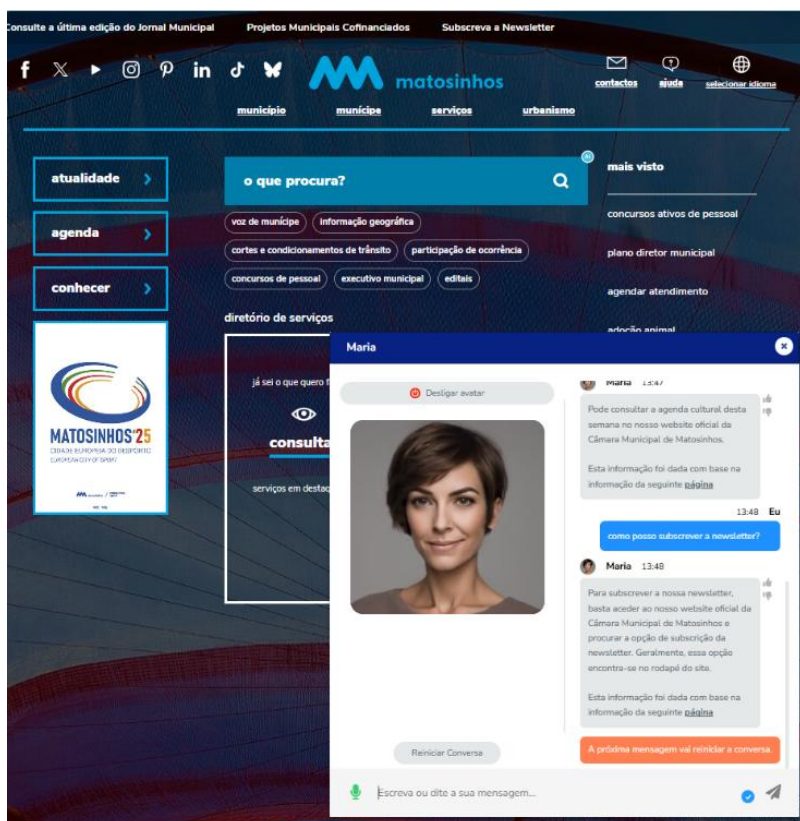 Consulte a última edição do Jornal Municipal Projetos Municipais Cofinanciados Subscreva a Newsletter
matosinhos
contactos ajuda selecionar idioma
município munícipe serviços urbanismo
atualidade
agenda
conhecer
o que procura?
voz de munícipe informação geográfica
cortes e condicionamentos de trânsito participação de ocorrência
concursos de pessoal executivo municipal editais
diretório de serviços
mais visto
concursos ativos de pessoal
plano diretor municipal
agendar atendimento
adoção animal
MATOSINHOS'25
CIDADE EUROPEIA DO DESPORTO
EUROPEAN CITY OF SPORT
já sei o que quero f
consulta
serviços em destaq
Maria
Desligar avatar
Reiniciar Conversa
Maria 13:47
Pode consultar a agenda cultural desta
semana no nosso website oficial da
Câmara Municipal de Matosinhos.
Esta informação foi dada com base na
informação da seguinte página
13:48 Eu
como posso subscrever a newsletter?
Maria 13:48
Para subscrever a nossa newsletter,
basta aceder ao nosso website oficial da
Câmara Municipal de Matosinhos e
procurar a opção de subscrição da
newsletter. Geralmente, essa opção
encontra-se no rodapé do site.
Esta informação foi dada com base na
informação da seguinte página
A próxima mensagem vai reiniciar a conversa.
Escreva ou dite a sua mensagem...